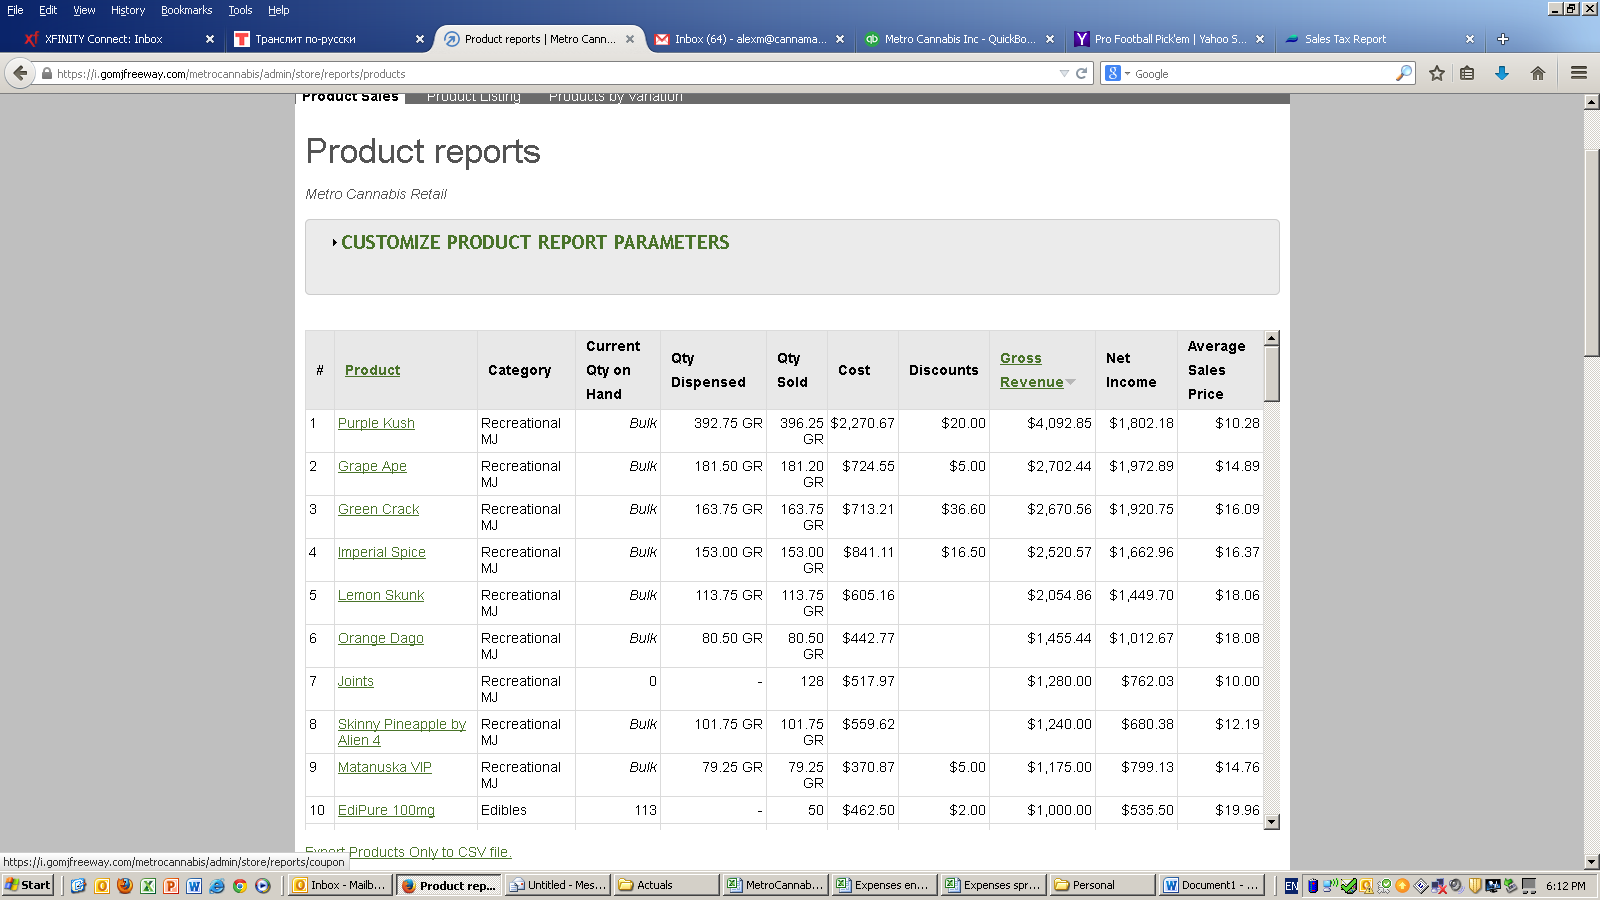 File Edit View History Bookmarks Tools Help
XFINITY Connect: Inbox
Транслит по-русски
Product reports | Metro Cann...
Inbox (64) - alexm@cannama...
Metro Cannabis Inc - QuickBo...
Pro Football Pick'em | Yahoo S...
Sales Tax Report
https://i.gomjfreeway.com/metrocannabis/admin/store/reports/products
Google
Product Sales Product Listing Products by Variation
Product reports
Metro Cannabis Retail
CUSTOMIZE PRODUCT REPORT PARAMETERS
# Product Category Current Qty on Hand Qty Dispensed Qty Sold Cost Discounts Gross Revenue Net Income Average Sales Price
1 Purple Kush Recreational MJ Bulk 392.75 GR 396.25 GR $2,270.67 $20.00 $4,092.85 $1,802.18 $10.28
2 Grape Ape Recreational MJ Bulk 181.50 GR 181.20 GR $724.55 $5.00 $2,702.44 $1,972.89 $14.89
3 Green Crack Recreational MJ Bulk 163.75 GR 163.75 GR $713.21 $36.60 $2,670.56 $1,920.75 $16.09
4 Imperial Spice Recreational MJ Bulk 153.00 GR 153.00 GR $841.11 $16.50 $2,520.57 $1,662.96 $16.37
5 Lemon Skunk Recreational MJ Bulk 113.75 GR 113.75 GR $605.16 $2,054.86 $1,449.70 $18.06
6 Orange Dago Recreational MJ Bulk 80.50 GR 80.50 GR $442.77 $1,455.44 $1,012.67 $18.08
7 Joints Recreational MJ 0 - 128 $517.97 $1,280.00 $762.03 $10.00
8 Skinny Pineapple by Alien 4 Recreational MJ Bulk 101.75 GR 101.75 GR $559.62 $1,240.00 $680.38 $12.19
9 Matanuska VIP Recreational MJ Bulk 79.25 GR 79.25 GR $370.87 $5.00 $1,175.00 $799.13 $14.76
10 EdiPure 100mg Edibles 113 - 50 $462.50 $2.00 $1,000.00 $535.50 $19.96
Export Products Only to CSV file.
https://i.gomjfreeway.com/metrocannabis/admin/store/reports/coupon
Start
Inbox - Mailb...
Product rep...
Untitled - Mes...
Actuals
MetroCannab...
Expenses en...
Expenses spr...
Personal
Document1 - ...
EN
6:12 PM